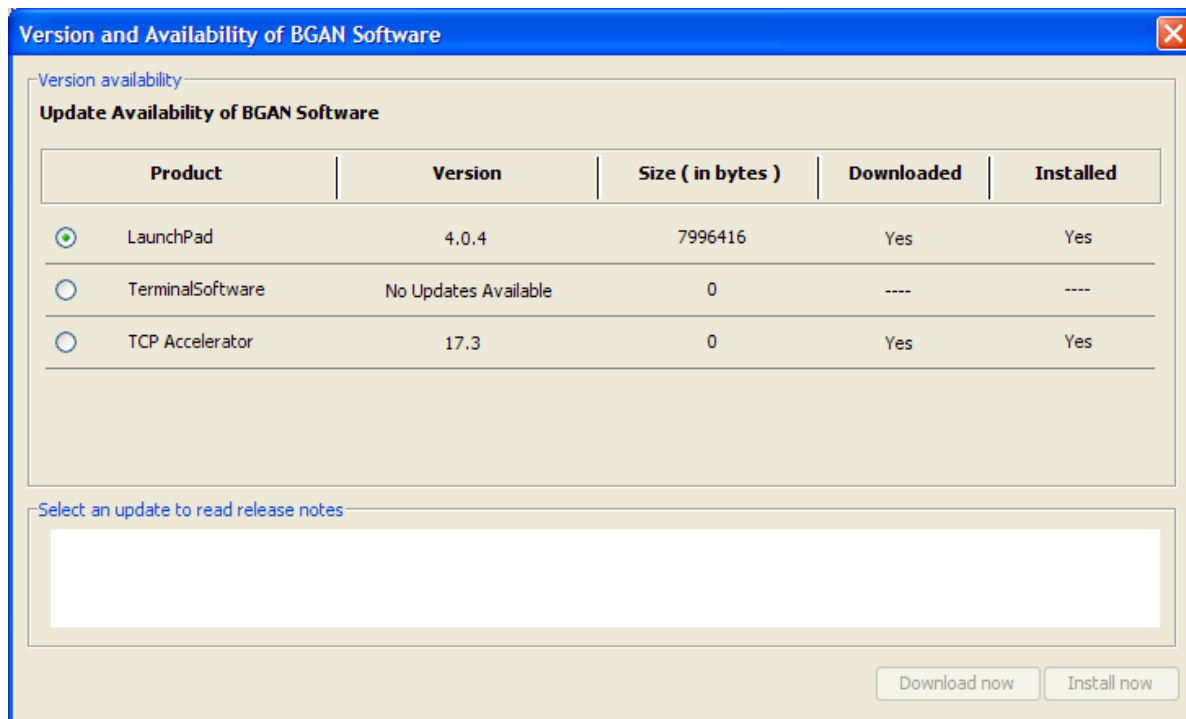 Version and Availability of BGAN Software
Version availability
Update Availability of BGAN Software
Product Version Size ( in bytes ) Downloaded Installed
LaunchPad 4.0.4 7996416 Yes Yes
TerminalSoftware No Updates Available 0 ---- ----
TCP Accelerator 17.3 0 Yes Yes
Select an update to read release notes
Download now Install now